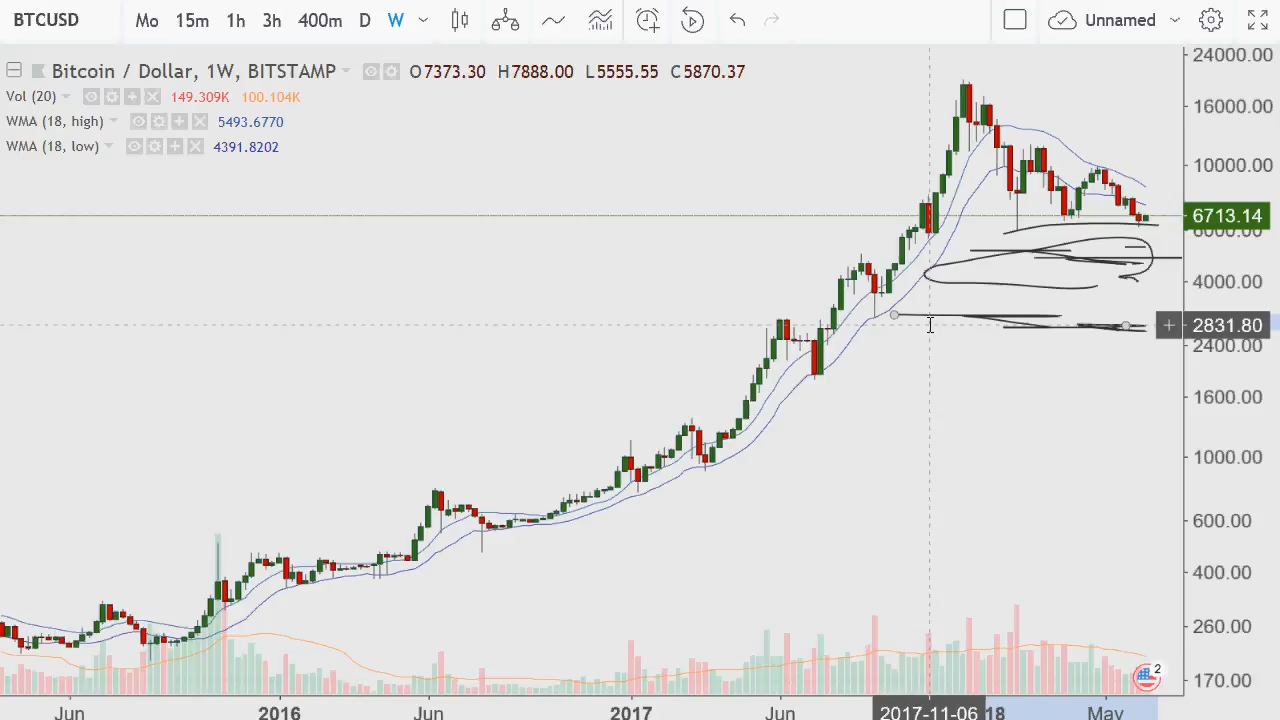 BTCUSD Mo 15m 1h 3h 400m D W Unnamed
Bitcoin / Dollar, 1W, BITSTAMP O7373.30 H7888.00 L5555.55 C5870.37
Vol (20) 149.309K 100.104K
WMA (18, high) 5493.6770
WMA (18, low) 4391.8202
24000.00
16000.00
10000.00
6713.14
6000.00
4000.00
2831.80
2400.00
1600.00
1000.00
600.00
400.00
260.00
170.00
2
Jun 2016 Jun 2017 Jun 2017-11-06 18 May